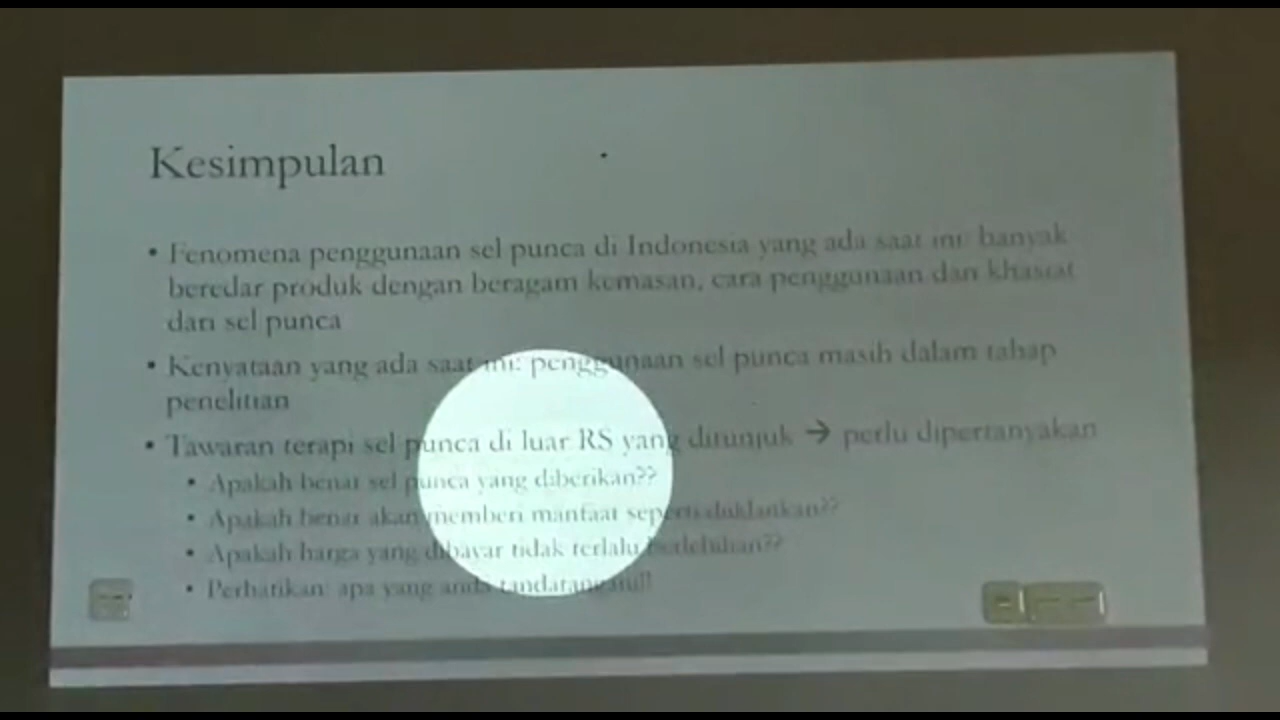 Kesimpulan
• Fenomena penggunaan sel punca di Indonesia yang ada saat ini: banyak
beredar produk dengan beragam kemasan, cara penggunaan dan khasiat
dari sel punca
• Kenyataan yang ada saat ini: penggunaan sel punca masih dalam tahap
penelitian
• Tawaran terapi sel punca di luar RS yang ditunjuk → perlu dipertanyakan
• Apakah benar sel punca yang diberikan??
• Apakah benar akan memberi manfaat seperti diiklankan??
• Apakah harga yang dibayar tidak terlalu berlebihan??
• Perhatikan: apa yang anda tandatangani!!